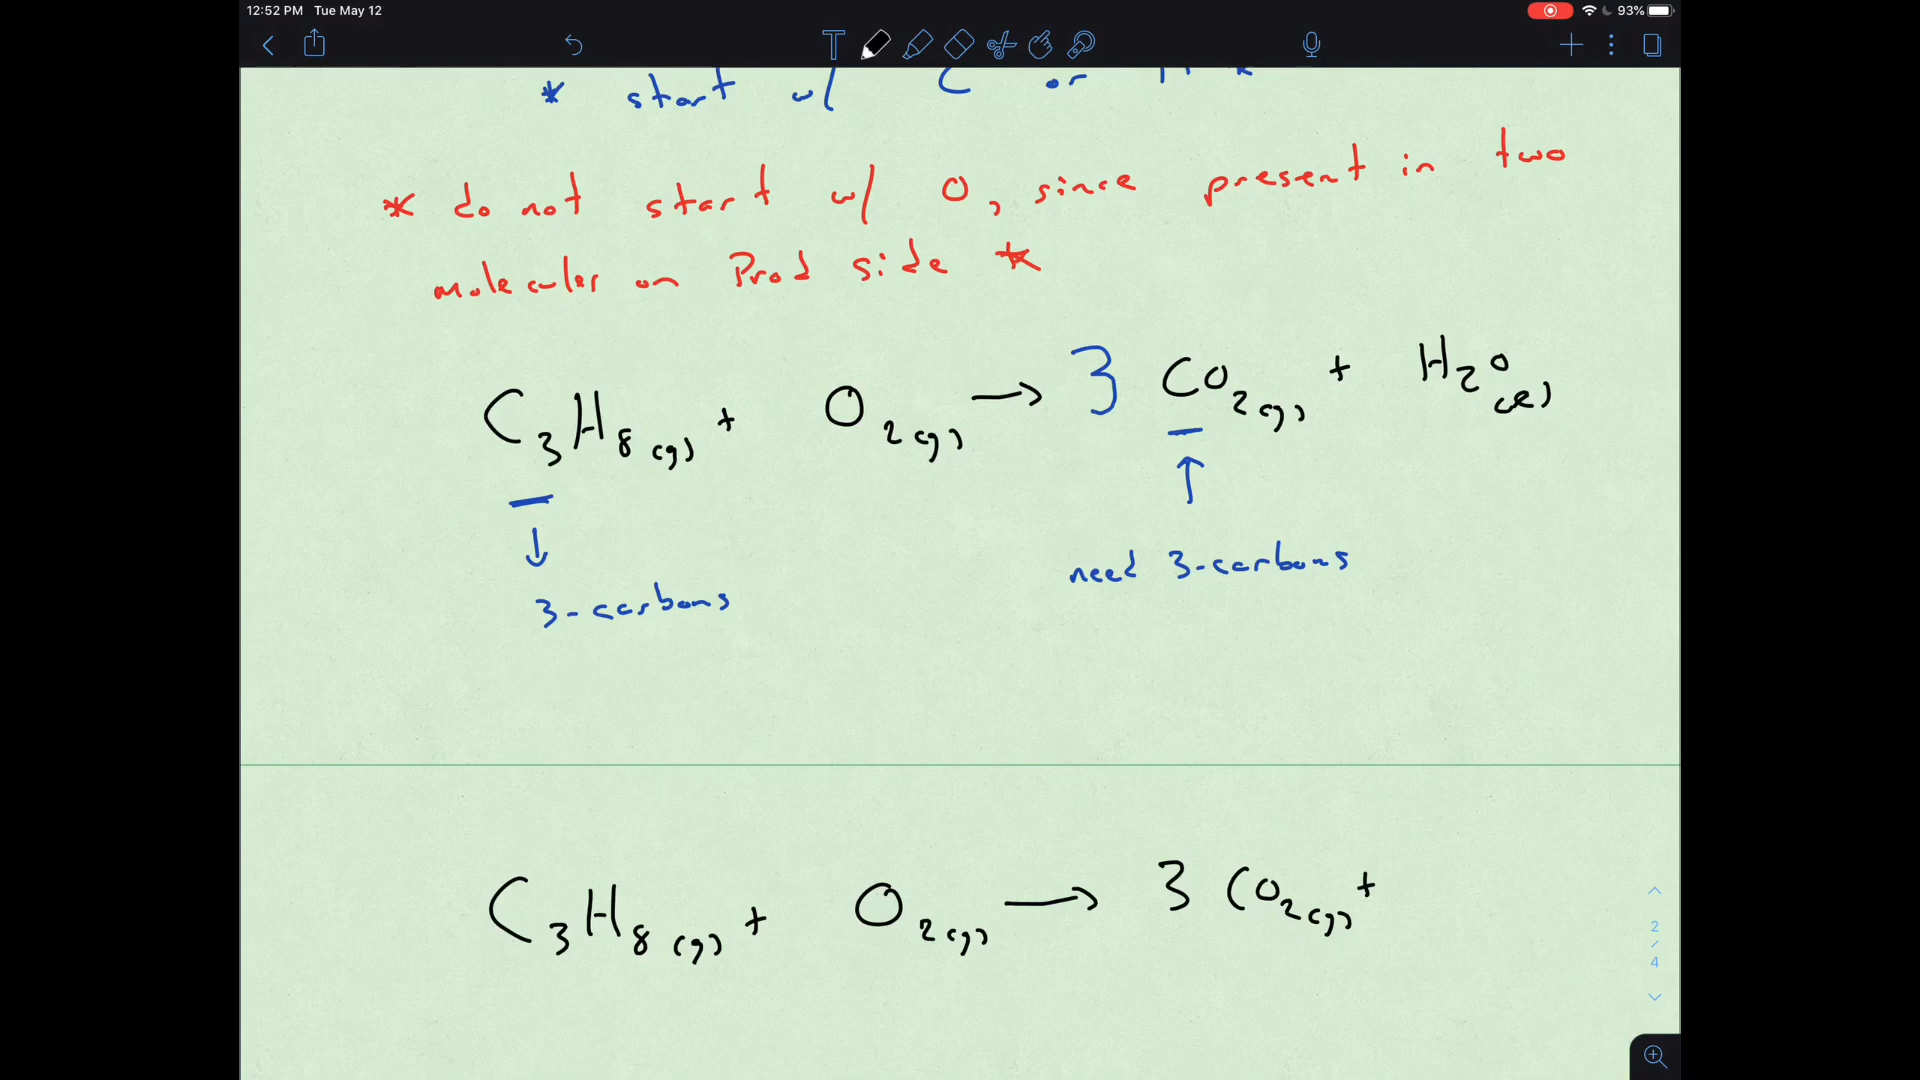 12:52 PM Tue May 12 93%
* start w/ C or H *
* do not start w/ O, since present in two
molecules on Prod side *
C3H8(g) + O2(g) → 3 CO2(g) + H2O(l)
need 3-carbons
3-carbons
C3H8(g) + O2(g) → 3 CO2(g) +
2
/
4